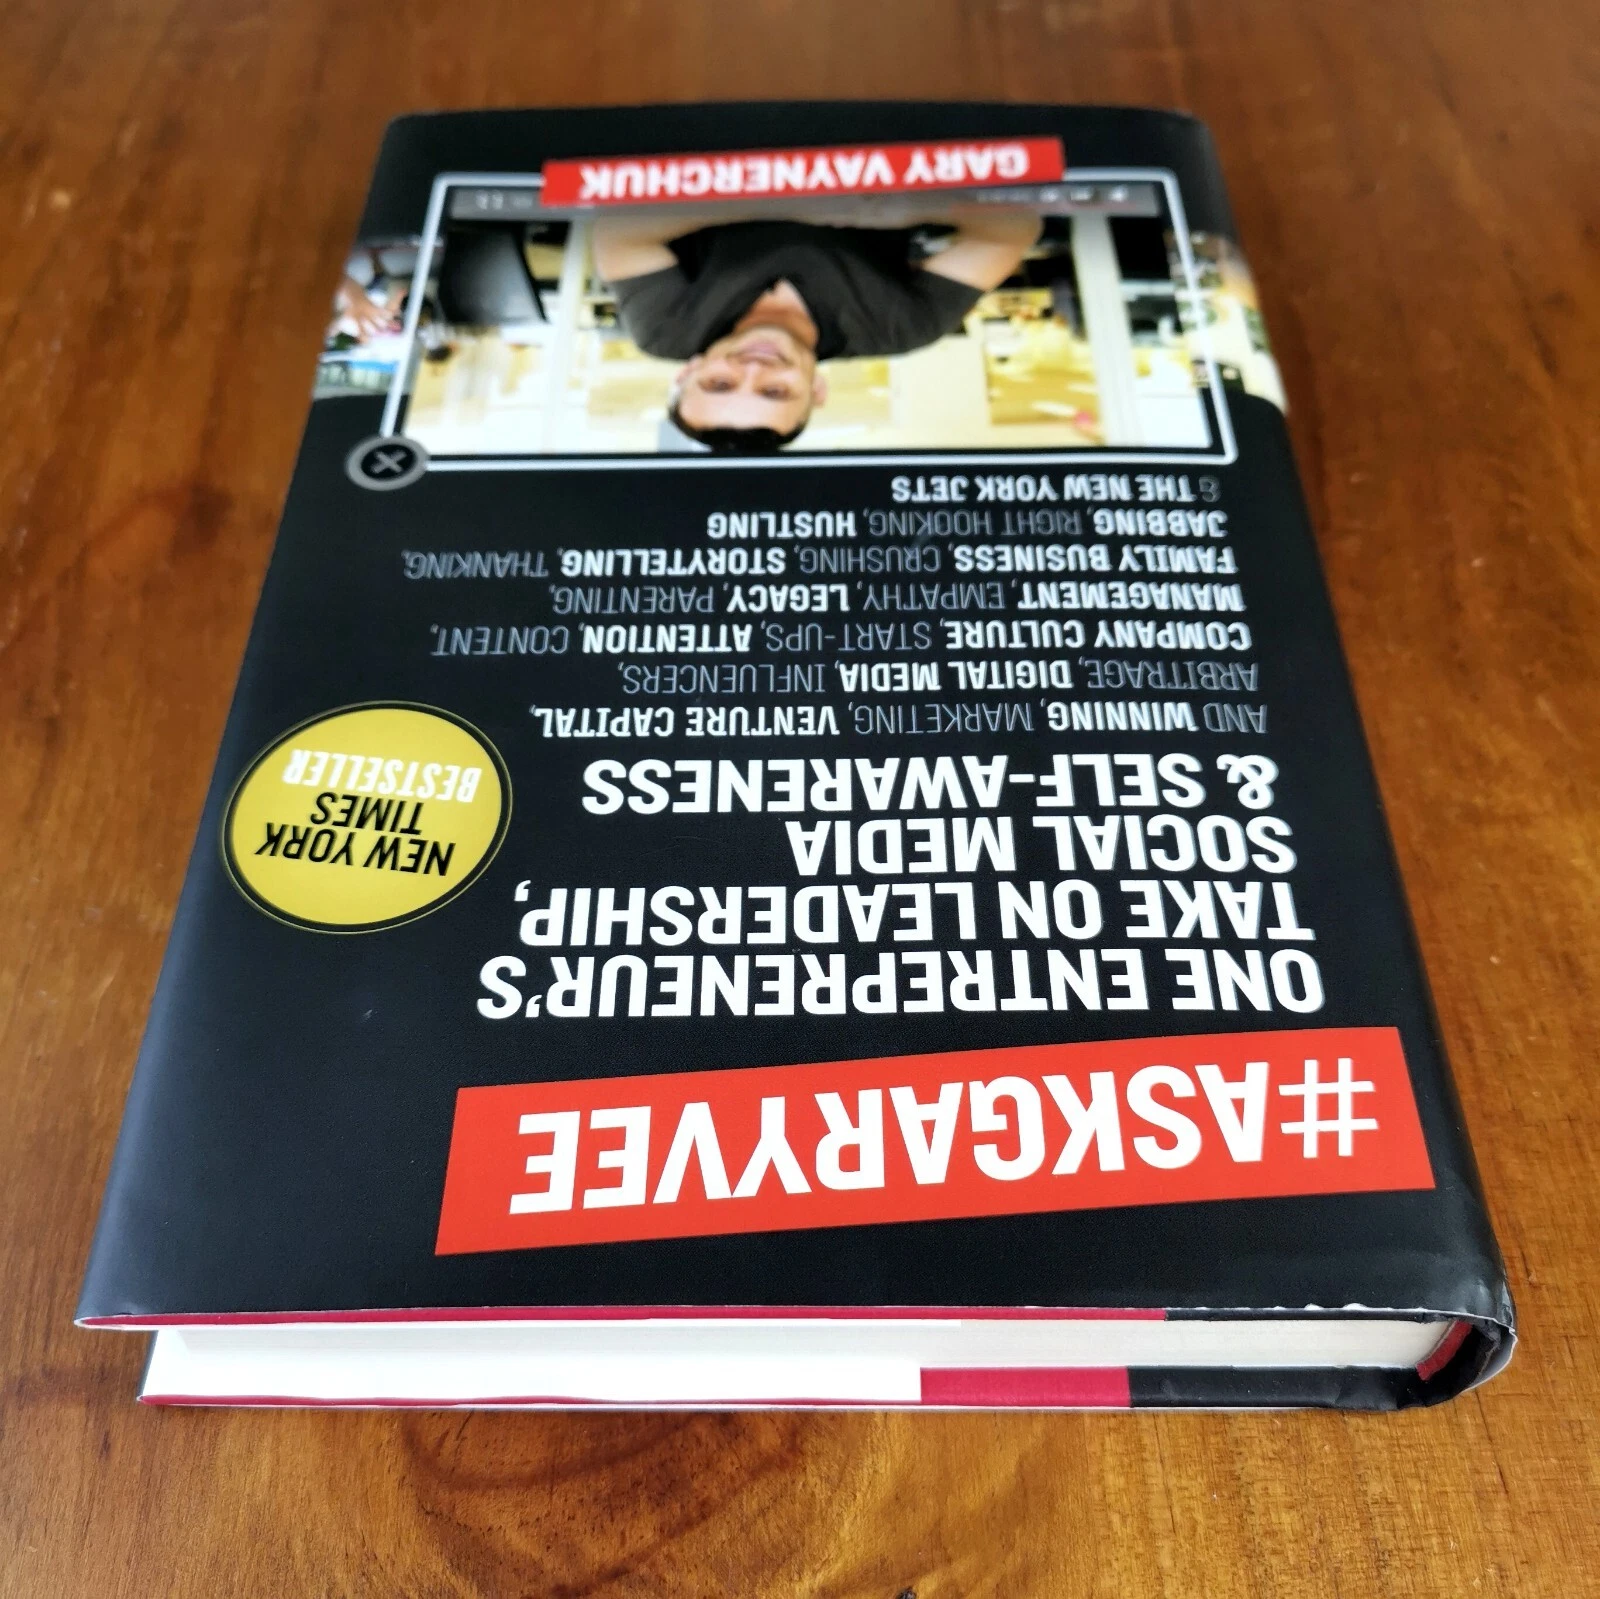 #ASKGARYVEE
ONE ENTREPRENEUR'S
TAKE ON LEADERSHIP,
SOCIAL MEDIA
& SELF-AWARENESS
NEW YORK
TIMES
BESTSELLER
AND WINNING, MARKETING, VENTURE CAPITAL,
ARBITRAGE, DIGITAL MEDIA, INFLUENCERS,
COMPANY CULTURE, START-UPS, ATTENTION, CONTENT,
MANAGEMENT, EMPATHY, LEGACY, PARENTING,
FAMILY BUSINESS, CRUSHING, STORYTELLING, THANKING,
JABBING, RIGHT HOOKING, HUSTLING
& THE NEW YORK JETS
GARY VAYNERCHUK